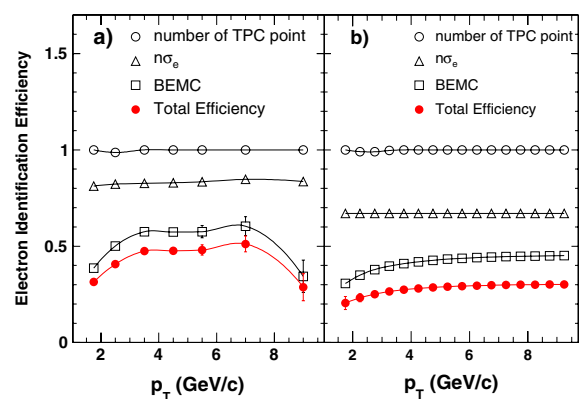 a)
number of TPC point
nσe
BEMC
Total Efficiency
b)
number of TPC point
nσe
BEMC
Total Efficiency
Electron Identification Efficiency
1.5
1
0.5
0
2 4 6 8
2 4 6 8
pT (GeV/c)
pT (GeV/c)